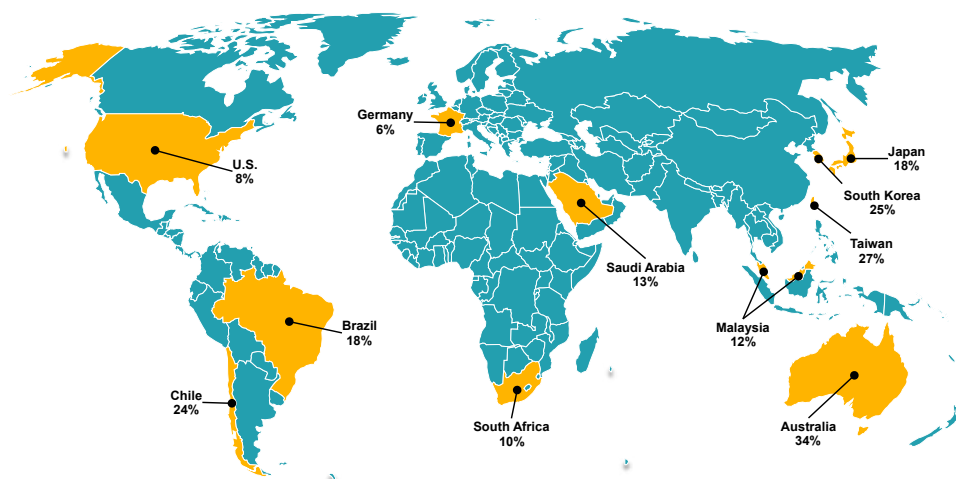 Germany
6%
U.S.
8%
Japan
18%
South Korea
25%
Taiwan
27%
Saudi Arabia
13%
Malaysia
12%
Brazil
18%
Chile
24%
South Africa
10%
Australia
34%